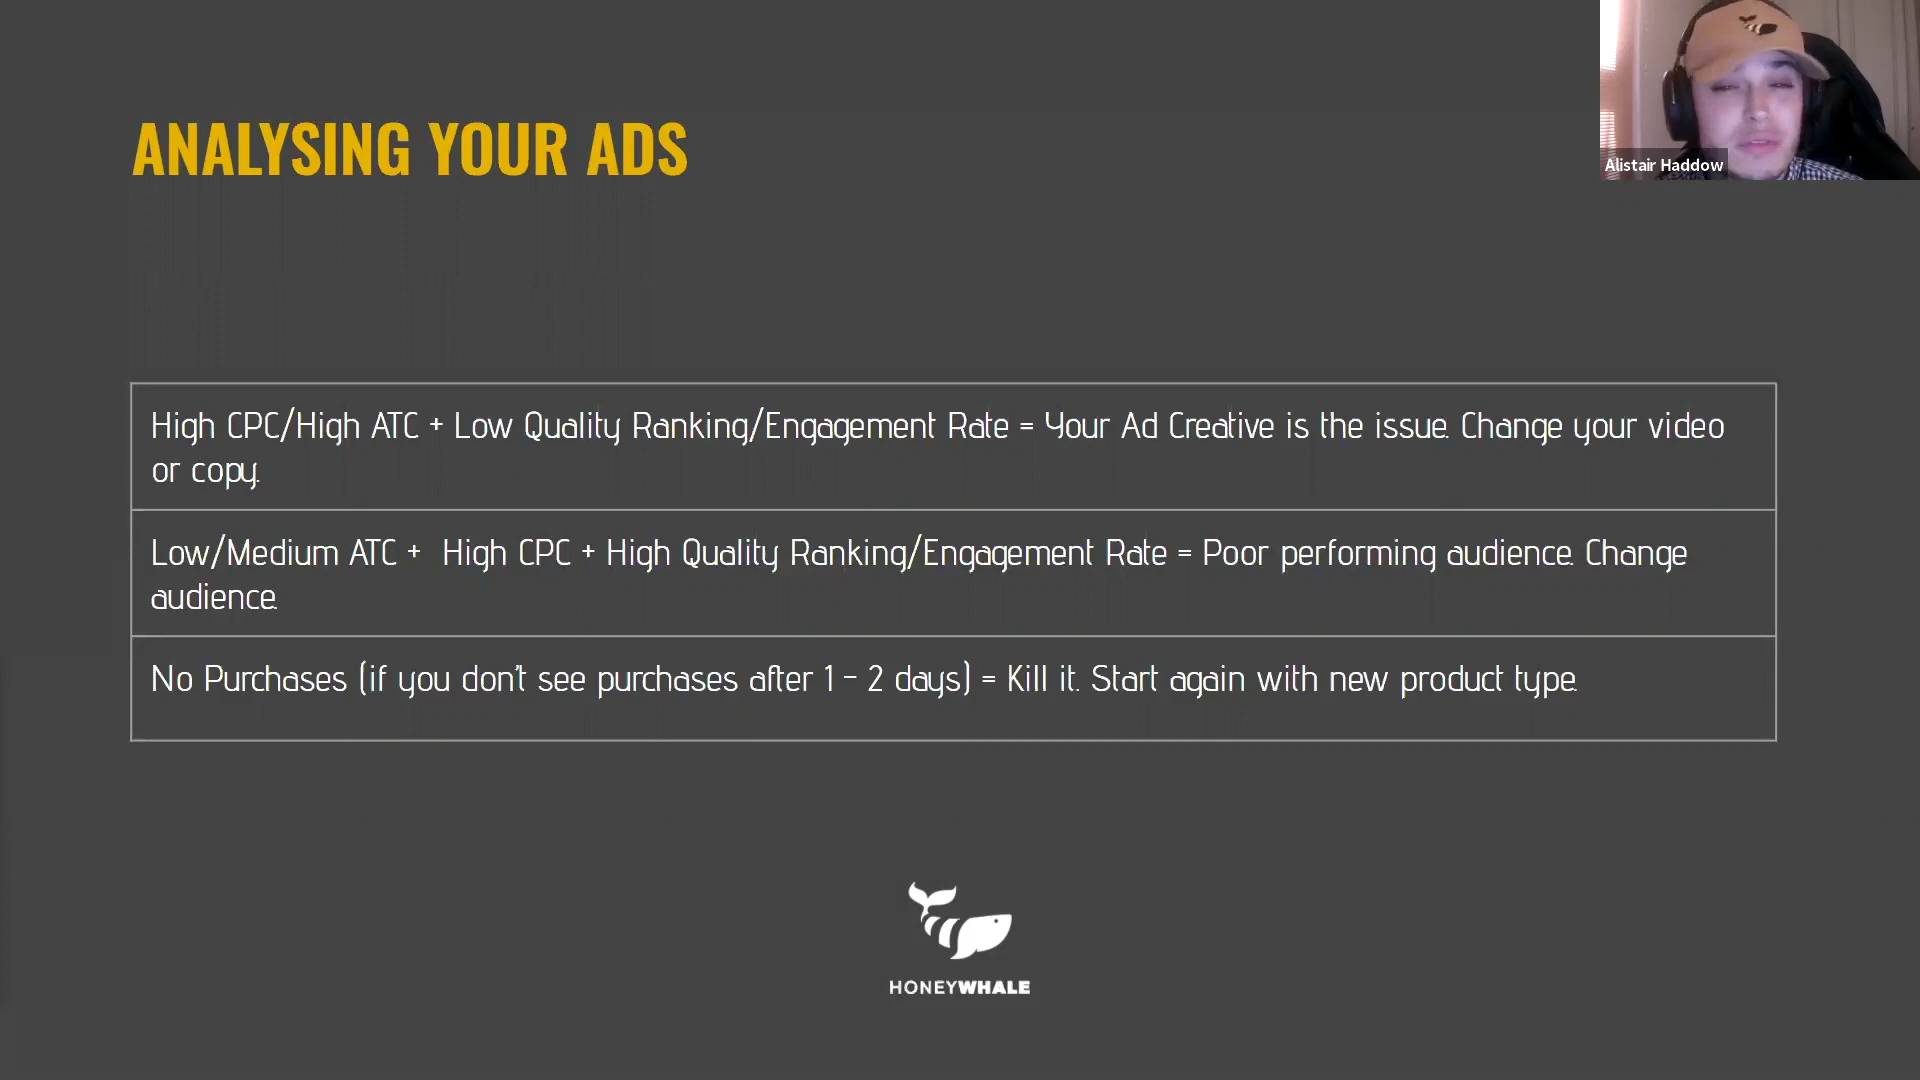 ANALYSING YOUR ADS
Alistair Haddow
High CPC/High ATC + Low Quality Ranking/Engagement Rate = Your Ad Creative is the issue. Change your video
or copy.
Low/Medium ATC +  High CPC + High Quality Ranking/Engagement Rate = Poor performing audience. Change
audience.
No Purchases (if you don't see purchases after 1 - 2 days) = Kill it. Start again with new product type.
HONEYWHALE